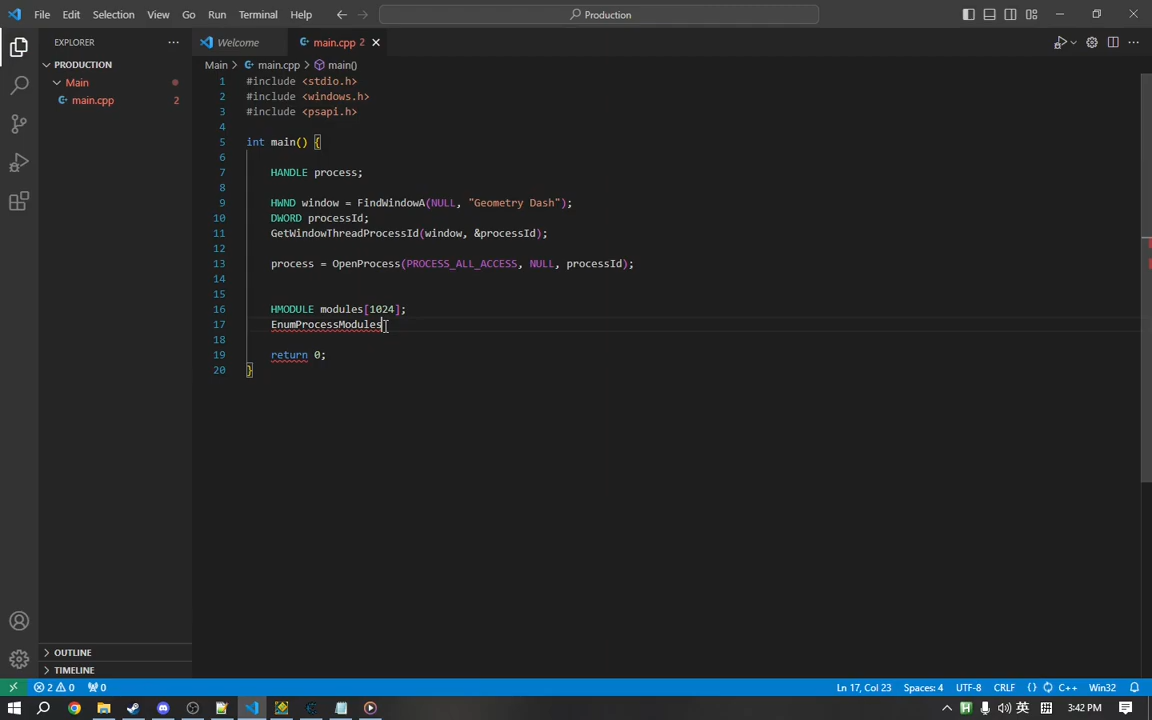 File Edit Selection View Go Run Terminal Help
Production
EXPLORER
Welcome
main.cpp 2
PRODUCTION
Main
main.cpp 2
Main > main.cpp > main()
1 #include <stdio.h>
2 #include <windows.h>
3 #include <psapi.h>
4
5 int main() {
6
7 HANDLE process;
8
9 HWND window = FindWindowA(NULL, "Geometry Dash");
10 DWORD processId;
11 GetWindowThreadProcessId(window, &processId);
12
13 process = OpenProcess(PROCESS_ALL_ACCESS, NULL, processId);
14
15
16 HMODULE modules[1024];
17 EnumProcessModules
18
19 return 0;
20 }
OUTLINE
TIMELINE
2 0 0
Ln 17, Col 23 Spaces: 4 UTF-8 CRLF {} C++ Win32
英 3:42 PM